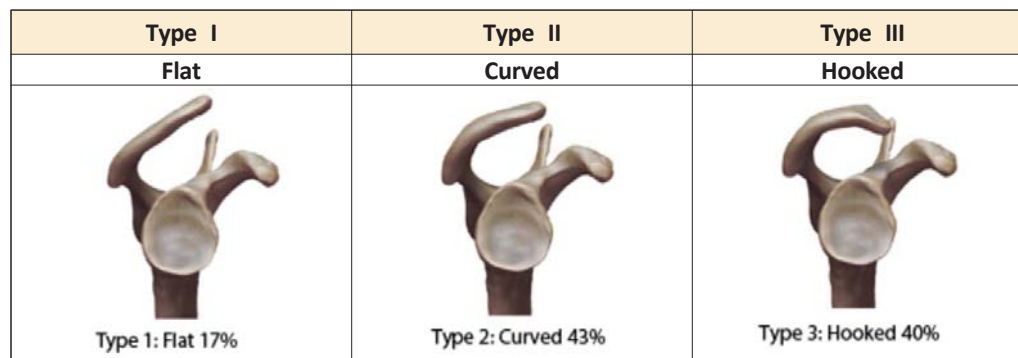 Type I
Type II
Type III
Flat
Curved
Hooked
Type 1: Flat 17%
Type 2: Curved 43%
Type 3: Hooked 40%